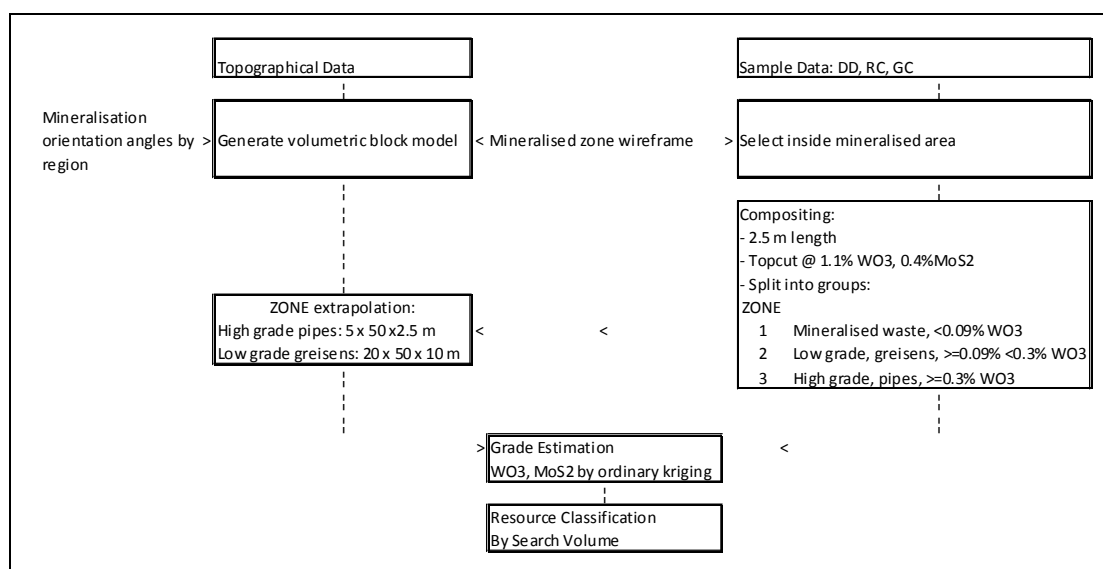 Topographical Data
Sample Data: DD, RC, GC
Mineralisation
orientation angles by
region
>
Generate volumetric block model
< Mineralised zone wireframe >
Select inside mineralised area
Compositing:
- 2.5 m length
- Topcut @ 1.1% WO3, 0.4%MoS2
- Split into groups:
ZONE
1 Mineralised waste, <0.09% WO3
2 Low grade, greisens, >=0.09% <0.3% WO3
3 High grade, pipes, >=0.3% WO3
ZONE extrapolation:
High grade pipes: 5 x 50 x2.5 m
Low grade greisens: 20 x 50 x 10 m
< <
> Grade Estimation <
WO3, MoS2 by ordinary kriging
Resource Classification
By Search Volume